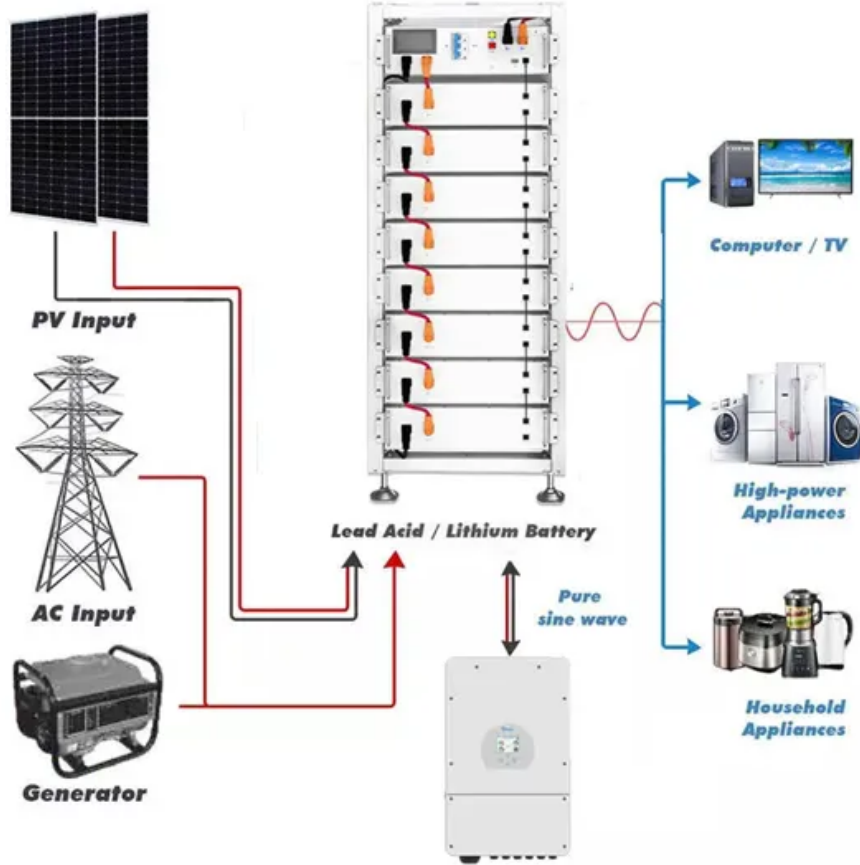 PV Input
AC Input
Generator
Lead Acid / Lithium Battery
Pure
sine wave
Computer / TV
High-power
Appliances
Household
Appliances